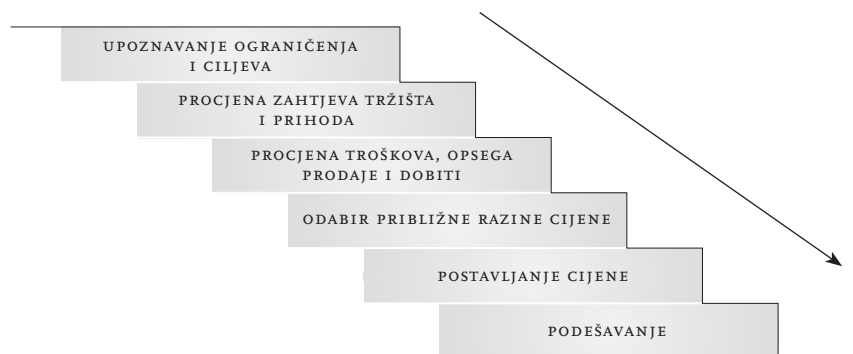 UPOZNAVANJE OGRANIČENJA
I CILJEVA
PROCJENA ZAHTJEVA TRŽIŠTA
I PRIHODA
PROCJENA TROŠKOVA, OPSEGA
PRODAJE I DOBITI
ODABIR PRIBLIŽNE RAZINE CIJENE
POSTAVLJANJE CIJENE
PODEŠAVANJE